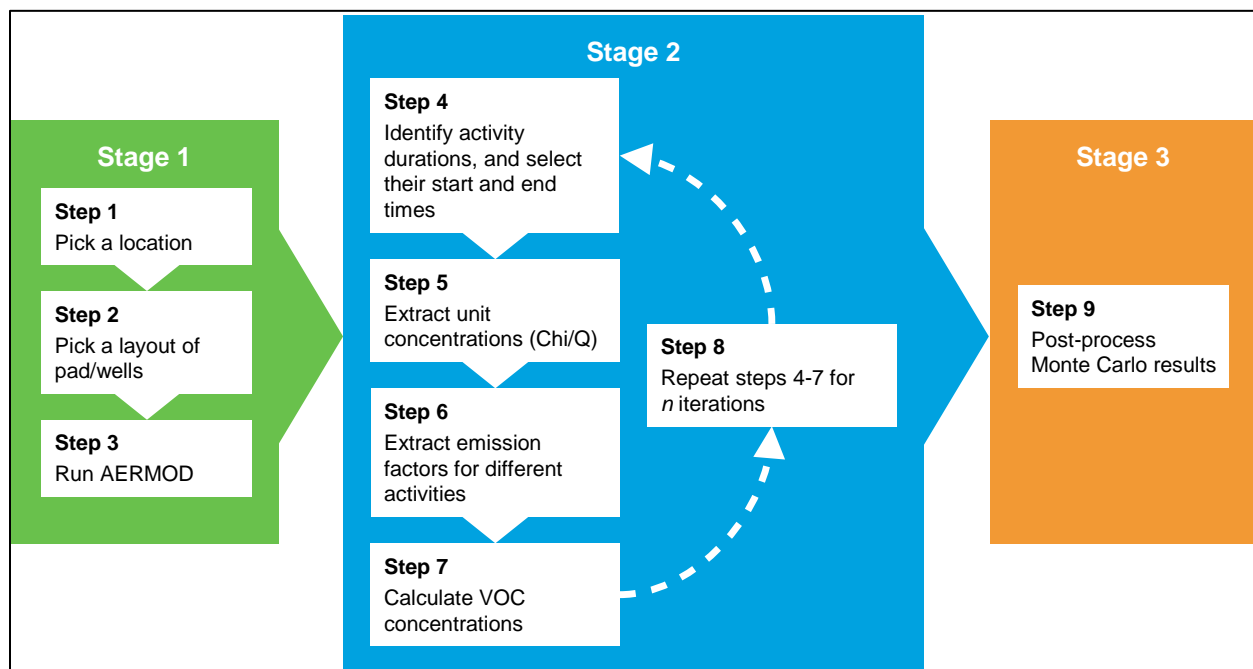 Stage 1
Step 1
Pick a location
Step 2
Pick a layout of
pad/wells
Step 3
Run AERMOD
Stage 2
Step 4
Identify activity
durations, and select
their start and end
times
Step 5
Extract unit
concentrations (Chi/Q)
Step 6
Extract emission
factors for different
activities
Step 7
Calculate VOC
concentrations
Step 8
Repeat steps 4-7 for
n iterations
Stage 3
Step 9
Post-process
Monte Carlo results